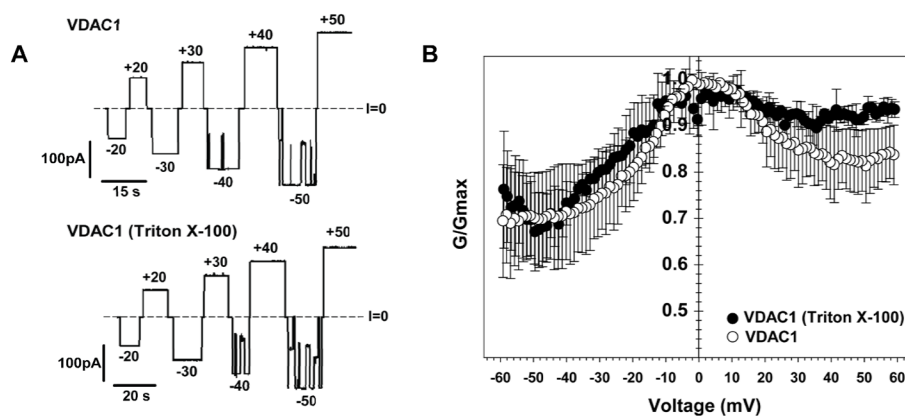 A
VDAC1
+20
+30
+40
+50
I=0
-20
-30
-40
-50
100pA
15 s
VDAC1 (Triton X-100)
+20
+30
+40
+50
I=0
-20
-30
-40
-50
100pA
20 s
B
G/Gmax
1.0
0.9
0.8
0.7
0.6
0.5
VDAC1 (Triton X-100)
VDAC1
-60 -50 -40 -30 -20 -10 0 10 20 30 40 50 60
Voltage (mV)